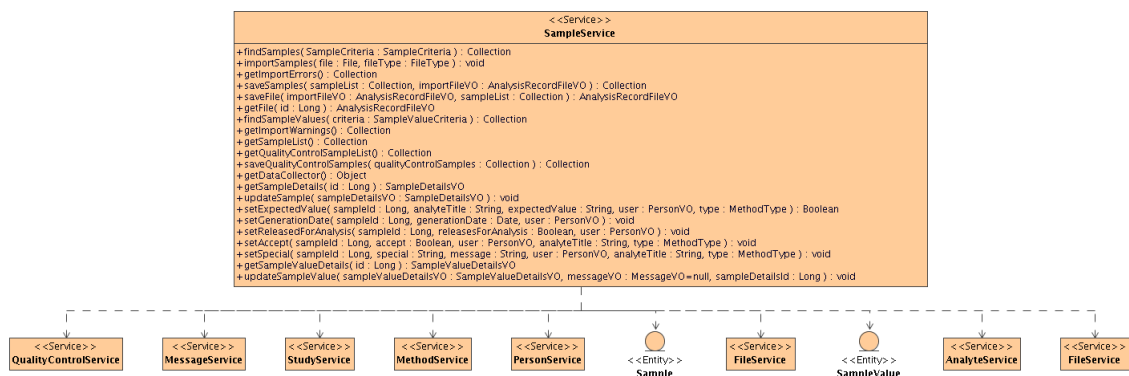 <<Service>>
SampleService
+findSamples( SampleCriteria : SampleCriteria ) : Collection
+importSamples( file : File, fileType : FileType ) : void
+getImportErrors() : Collection
+saveSamples( sampleList : Collection, importFileVO : AnalysisRecordFileVO ) : Collection
+saveFile( importFileVO : AnalysisRecordFileVO, sampleList : Collection ) : AnalysisRecordFileVO
+getFile( id : Long ) : AnalysisRecordFileVO
+findSampleValues( criteria : SampleValueCriteria ) : Collection
+getImportWarnings() : Collection
+getSampleList() : Collection
+getQualityControlSampleList() : Collection
+saveQualityControlSamples( qualityControlSamples : Collection ) : Collection
+getDataCollector() : Object
+getSampleDetails( id : Long ) : SampleDetailsVO
+updateSample( sampleDetailsVO : SampleDetailsVO ) : void
+setExpectedValue( sampleId : Long, analyteTitle : String, expectedValue : String, user : PersonVO, type : MethodType ) : Boolean
+setGenerationDate( sampleId : Long, generationDate : Date, user : PersonVO ) : void
+setReleasedForAnalysis( sampleId : Long, releasesForAnalysis : Boolean, user : PersonVO ) : void
+setAccept( sampleId : Long, accept : Boolean, user : PersonVO, analyteTitle : String, type : MethodType ) : void
+setSpecial( sampleId : Long, special : String, message : String, user : PersonVO, analyteTitle : String, type : MethodType ) : void
+getSampleValueDetails( id : Long ) : SampleValueDetailsVO
+updateSampleValue( sampleValueDetailsVO : SampleValueDetailsVO, messageVO : MessageVO=null, sampleDetailsId : Long ) : void
<<Service>>
QualityControlService
<<Service>>
MessageService
<<Service>>
StudyService
<<Service>>
MethodService
<<Service>>
PersonService
<<Entity>>
Sample
<<Service>>
FileService
<<Entity>>
SampleValue
<<Service>>
AnalyteService
<<Service>>
FileService